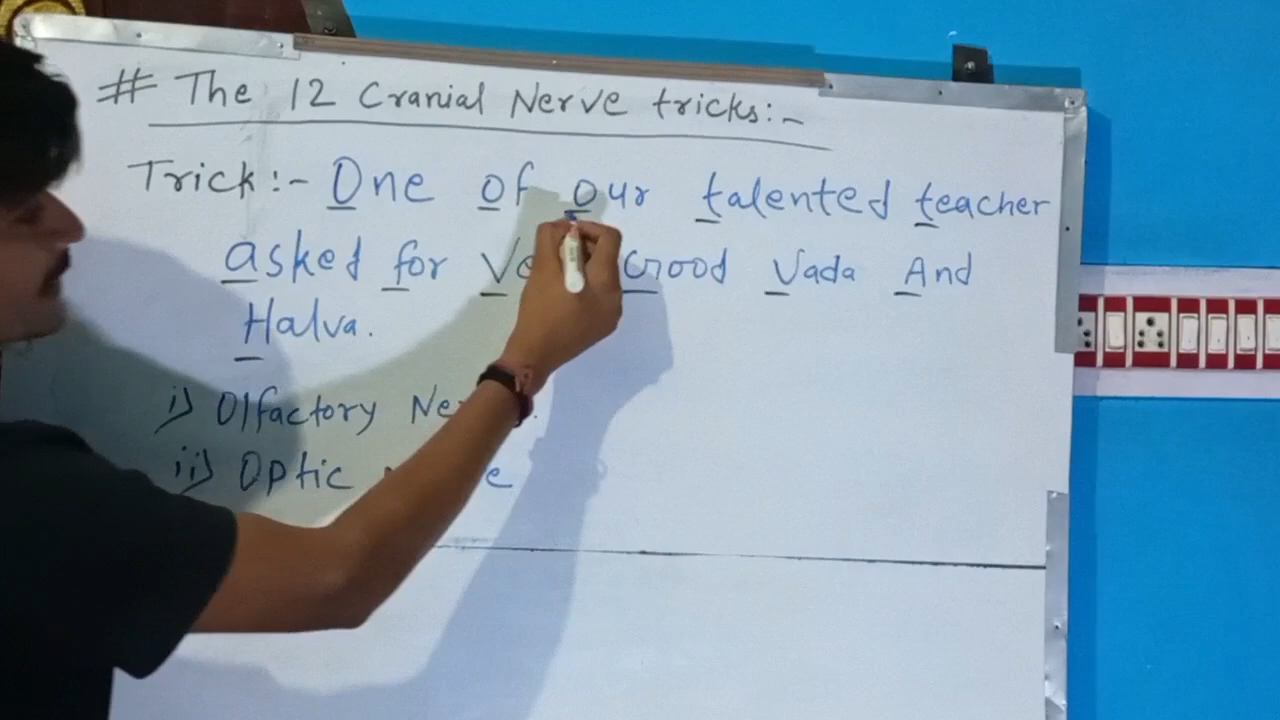 # The 12 Cranial Nerve tricks:-
Trick:- One of our talented teacher
asked for Good Vada And
Halva.
i) Olfactory
ii) Optic